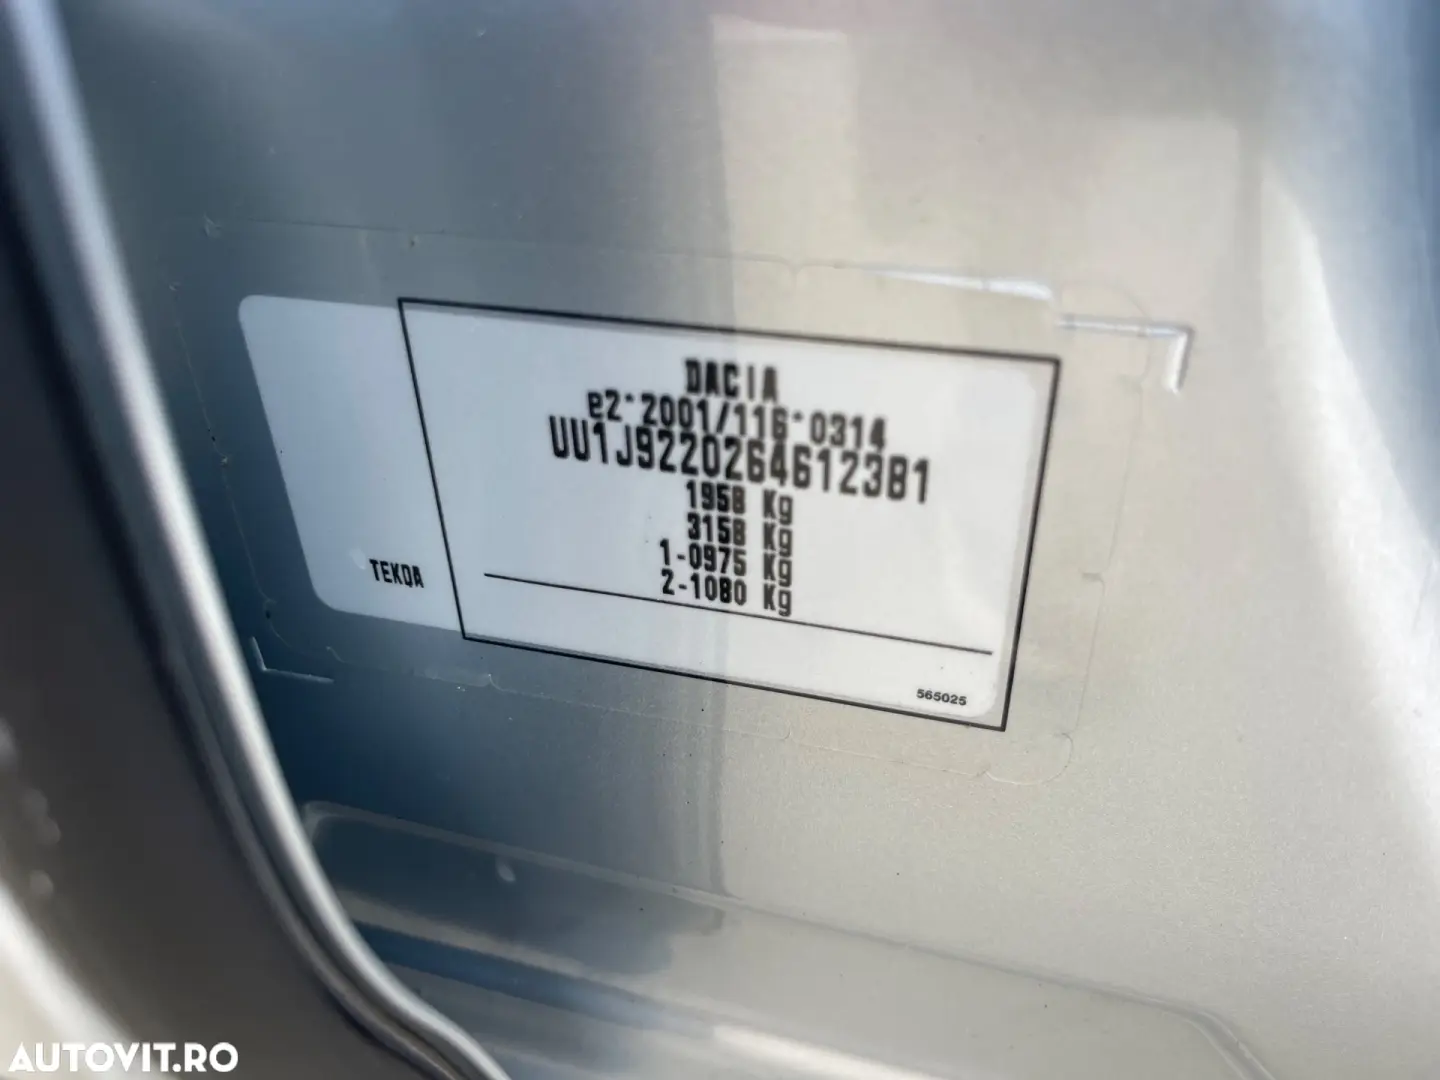 DACIA
e2*2001/116*0314
UU1J9220264612381
1958 Kg
3158 Kg
1-0975 Kg
2-1080 Kg
TEKQA
565025
AUTOVIT.RO